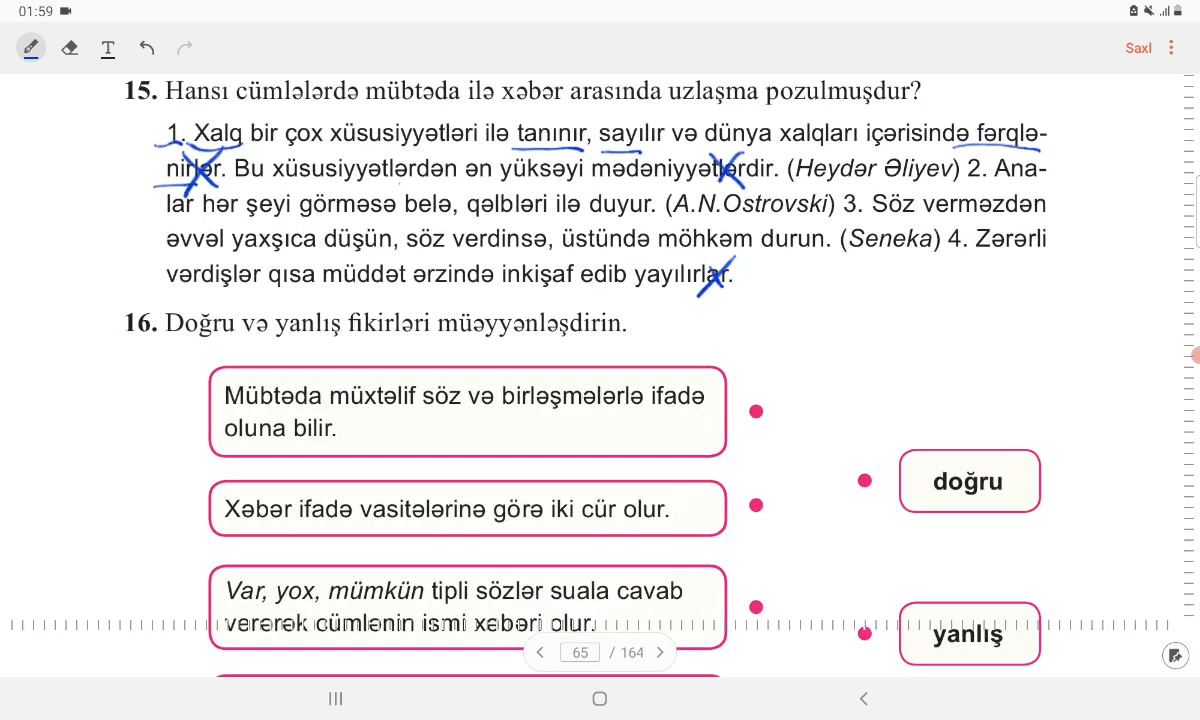 01:59
T
Saxl
15. Hansı cümlələrdə mübtəda ilə xəbər arasında uzlaşma pozulmuşdur?
1. Xalq bir çox xüsusiyyətləri ilə tanınır, sayılır və dünya xalqları içərisində fərqlə-
nirlər. Bu xüsusiyyətlərdən ən yüksəyi mədəniyyətlərdir. (Heydər Əliyev) 2. Ana-
lar hər şeyi görməsə belə, qəlbləri ilə duyur. (A.N.Ostrovski) 3. Söz verməzdən
əvvəl yaxşıca düşün, söz verdinsə, üstündə möhkəm durun. (Seneka) 4. Zərərli
vərdişlər qısa müddət ərzində inkişaf edib yayılırlar.
16. Doğru və yanlış fikirləri müəyyənləşdirin.
Mübtəda müxtəlif söz və birləşmələrlə ifadə
oluna bilir.
doğru
Xəbər ifadə vasitələrinə görə iki cür olur.
Var, yox, mümkün tipli sözlər suala cavab
verərək cümlənin ismi xəbəri olur.
yanlış
65 / 164